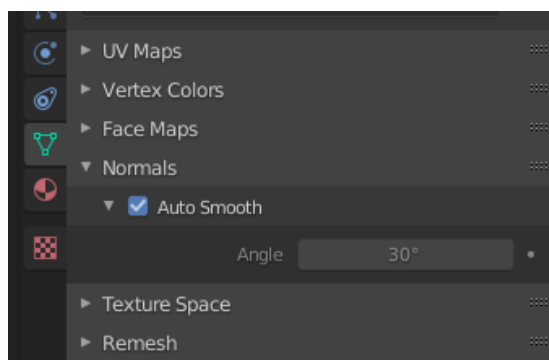 UV Maps
Vertex Colors
Face Maps
Normals
Auto Smooth
Angle 30°
Texture Space
Remesh